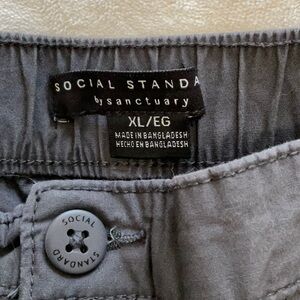 SOCIAL STANDA
by sanctuary
XL/EG
MADE IN BANGLADESH
HECHO EN BANGLADESH
SOCIAL
STANDARD